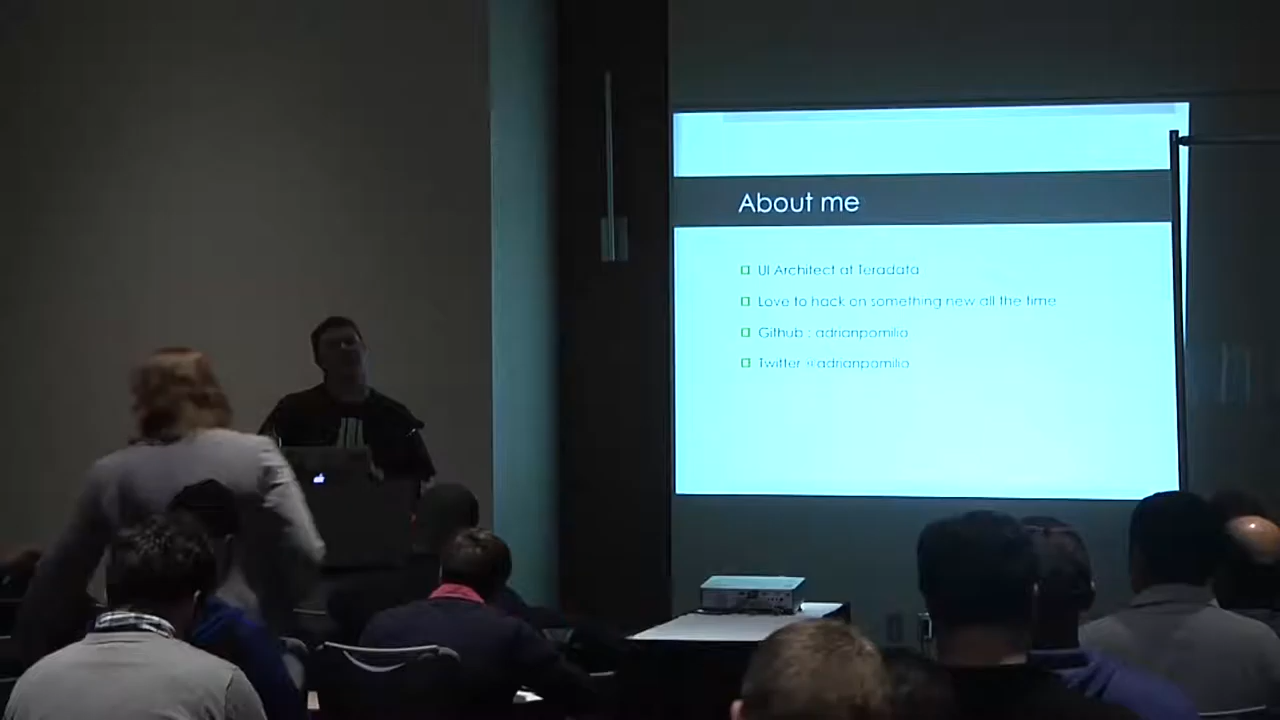 About me
UI Architect at Teradata
Love to hack on something new all the time
Github : adrianpomilio
Twitter : @adrianpomilio